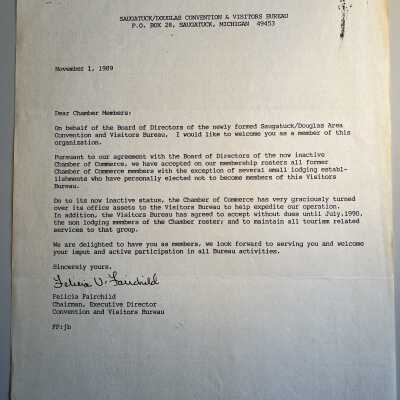 SAUGATUCK/DOUGLAS CONVENTION & VISITORS BUREAU
P.O. BOX 28, SAUGATUCK, MICHIGAN 49453
November 1, 1989
Dear Chamber Members:
On behalf of the Board of Directors of the newly formed Saugatuck/Douglas Area
Convention and Visitors Bureau, I would like to welcome you as a member of this
organization.
Pursuant to our agreement with the Board of Directors of the now inactive
Chamber of Commerce, we have accepted on our membership rosters all former
Chamber of Commerce members with the exception of several small lodging establ-
lishments who have personally elected not to become members of this Visitors
Bureau.
Do to its now inactive status, the Chamber of Commerce has very graciously turned
over its office assets to the Visitors Bureau to help expedite our operation.
In addition, the Visitors Bureau has agreed to accept without dues until July,1990,
the non lodging members of the Chamber roster; and to maintain all tourism related
services to that group.
We are delighted to have you as members, we look forward to serving you and welcome
your input and active participation in all Bureau activities.
Sincerely yours,
Felicia V. Fairchild
Felicia Fairchild
Chairman, Executive Director
Convention and Visitors Bureau
FF:jb